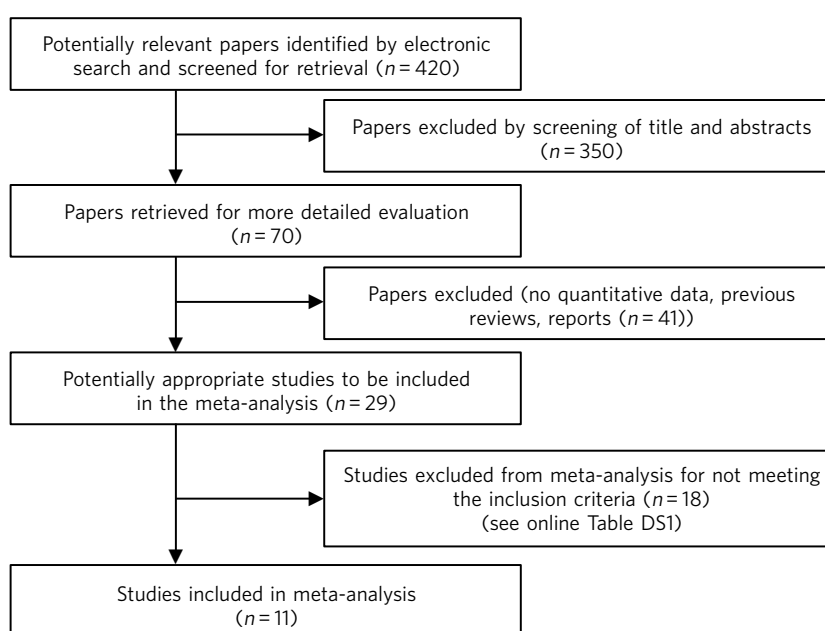 Potentially relevant papers identified by electronic
search and screened for retrieval (n = 420)
Papers excluded by screening of title and abstracts
(n = 350)
Papers retrieved for more detailed evaluation
(n = 70)
Papers excluded (no quantitative data, previous
reviews, reports (n = 41))
Potentially appropriate studies to be included
in the meta-analysis (n = 29)
Studies excluded from meta-analysis for not meeting
the inclusion criteria (n = 18)
(see online Table DS1)
Studies included in meta-analysis
(n = 11)